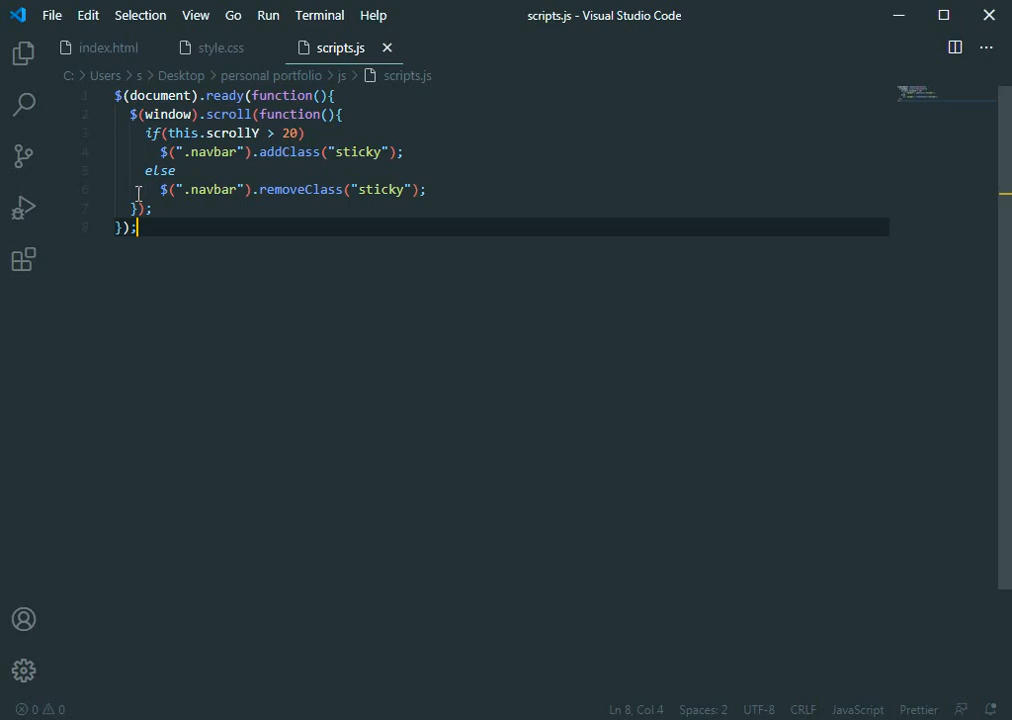 File Edit Selection View Go Run Terminal Help scripts.js - Visual Studio Code
index.html style.css scripts.js
C: > Users > s > Desktop > personal portfolio > js > scripts.js
1 $(document).ready(function(){
2 $(window).scroll(function(){
3 if(this.scrollY > 20)
4 $(".navbar").addClass("sticky");
5 else
6 $(".navbar").removeClass("sticky");
7 });
8 });
0 0 Ln 8, Col 4 Spaces: 2 UTF-8 CRLF JavaScript Prettier